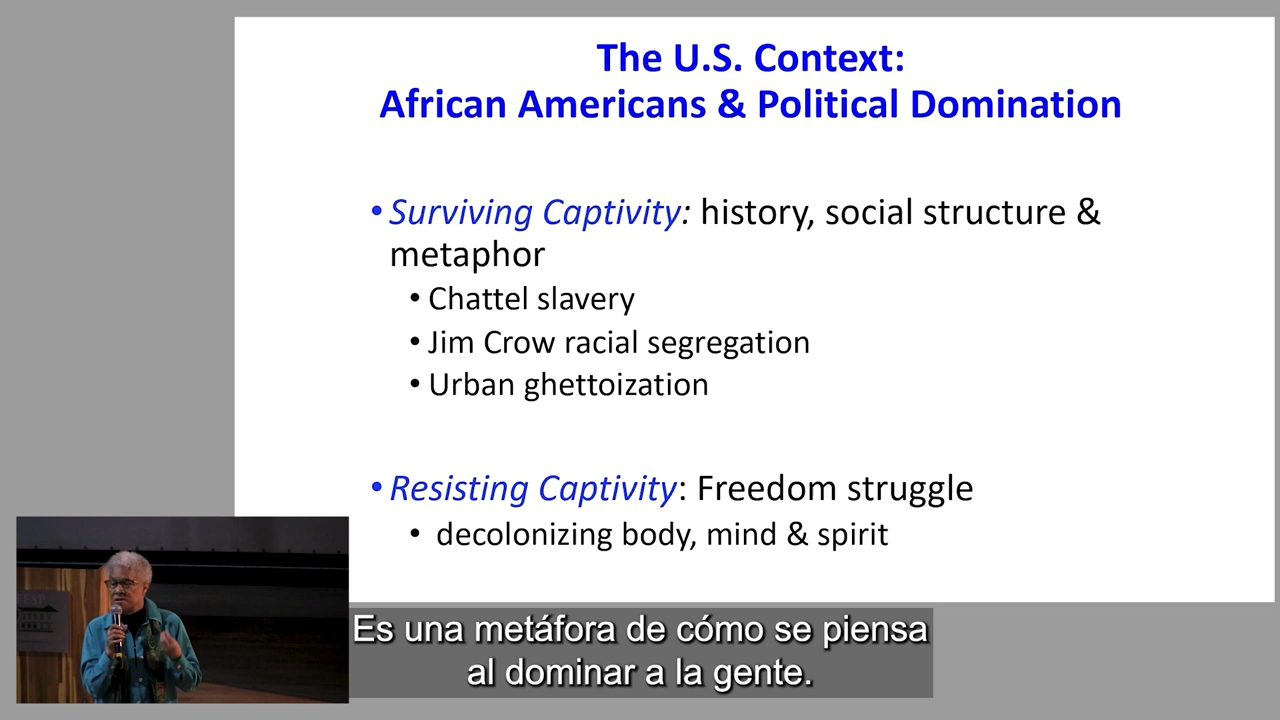 The U.S. Context:
African Americans & Political Domination
• Surviving Captivity: history, social structure &
metaphor
• Chattel slavery
• Jim Crow racial segregation
• Urban ghettoization
• Resisting Captivity: Freedom struggle
• decolonizing body, mind & spirit
Es una metáfora de cómo se piensa
al dominar a la gente.